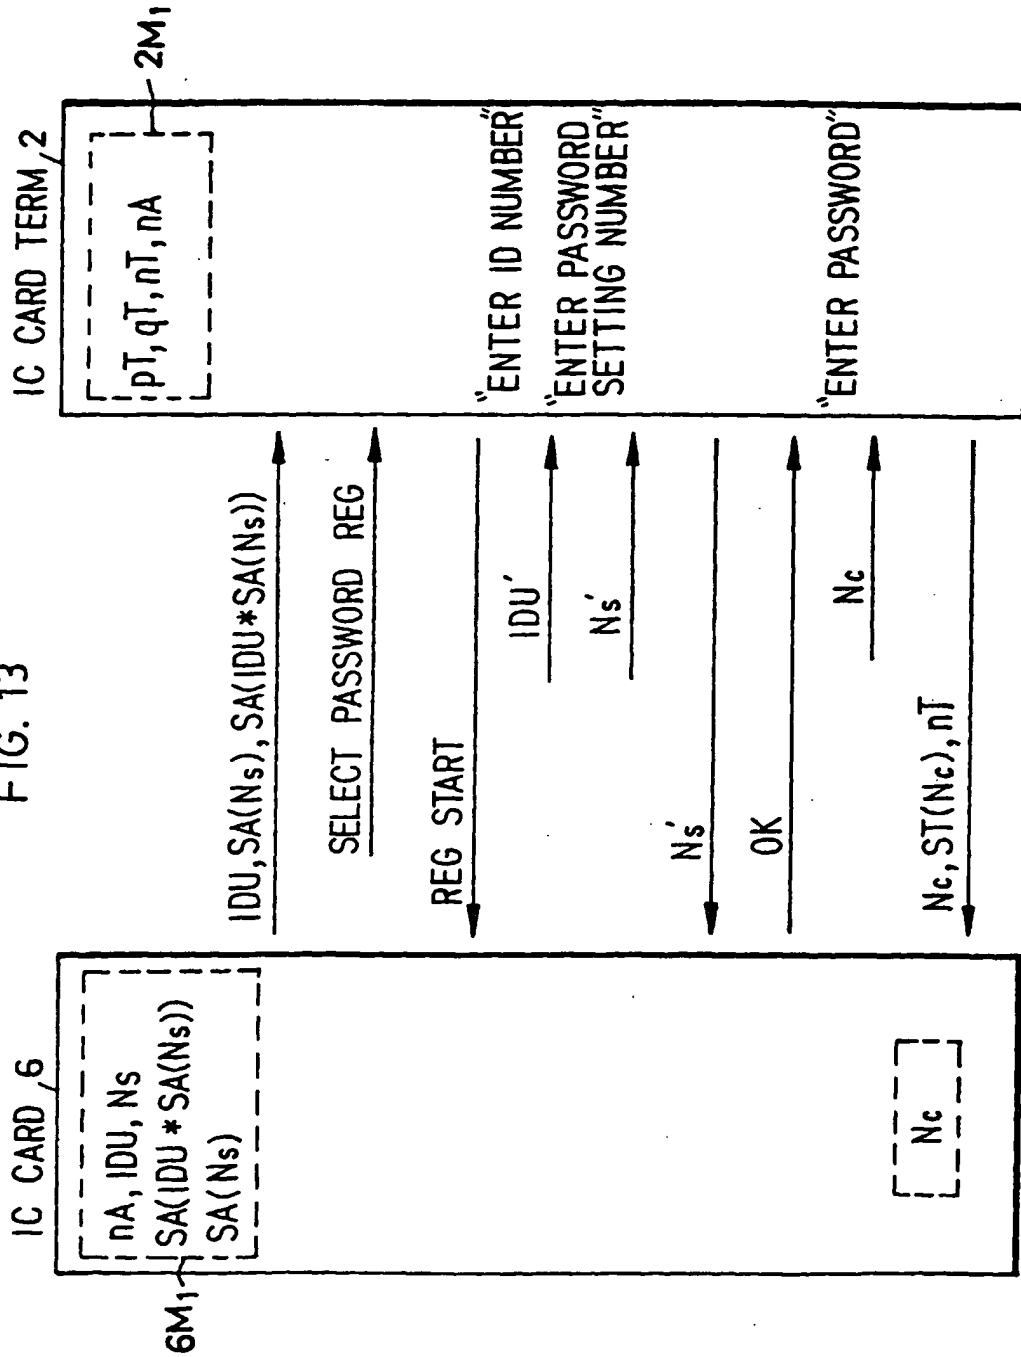 FIG. 13
IC CARD 6
6M1
nA, IDU, Ns
SA(IDU * SA(Ns))
SA(Ns)
Nc
IC CARD TERM 2
2M1
pT, qT, nT, nA
IDU, SA(Ns), SA(IDU*SA(Ns))
SELECT PASSWORD REG
REG START
"ENTER ID NUMBER"
IDU'
"ENTER PASSWORD
SETTING NUMBER"
Ns'
Ns'
OK
"ENTER PASSWORD"
Nc
Nc, ST(Nc), nT